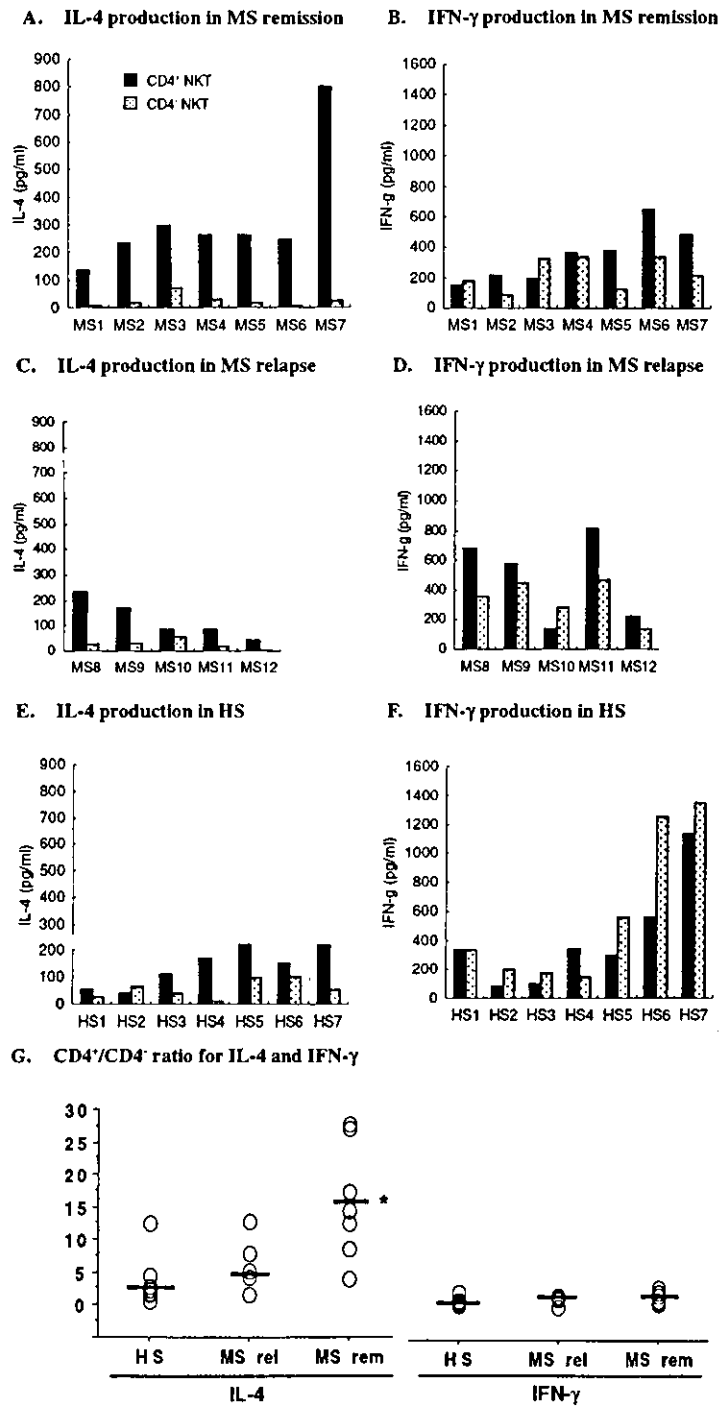 A. IL-4 production in MS remission
900
800
700
600
500
400
300
200
100
0
IL-4 (pg/ml)
CD4⁺ NKT
CD4⁻ NKT
MS1 MS2 MS3 MS4 MS5 MS6 MS7
B. IFN-γ production in MS remission
1600
1400
1200
1000
800
600
400
200
0
IFN-g (pg/ml)
MS1 MS2 MS3 MS4 MS5 MS6 MS7
C. IL-4 production in MS relapse
900
800
700
600
500
400
300
200
100
0
IL-4 (pg/ml)
MS8 MS9 MS10 MS11 MS12
D. IFN-γ production in MS relapse
1600
1400
1200
1000
800
600
400
200
0
IFN-g (pg/ml)
MS8 MS9 MS10 MS11 MS12
E. IL-4 production in HS
900
800
700
600
500
400
300
200
100
0
IL-4 (pg/ml)
HS1 HS2 HS3 HS4 HS5 HS6 HS7
F. IFN-γ production in HS
1600
1400
1200
1000
800
600
400
200
0
IFN-g (pg/ml)
HS1 HS2 HS3 HS4 HS5 HS6 HS7
G. CD4⁺/CD4⁻ ratio for IL-4 and IFN-γ
30
25
20
15
10
5
0
*
HS MS rel MS rem
IL-4
HS MS rel MS rem
IFN-γ